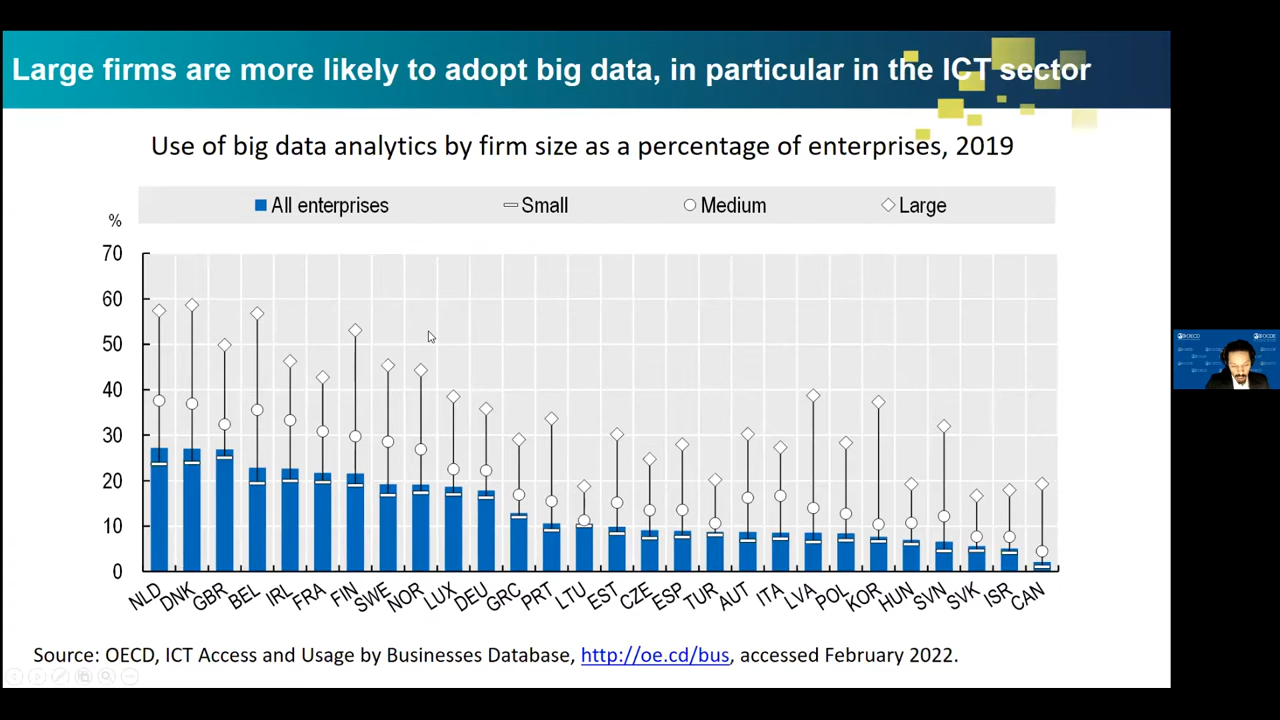 Large firms are more likely to adopt big data, in particular in the ICT sector
Use of big data analytics by firm size as a percentage of enterprises, 2019
All enterprises Small Medium Large
%
70
60
50
40
30
20
10
0
NLD DNK GBR BEL IRL FRA FIN SWE NOR LUX DEU GRC PRT LTU EST CZE ESP TUR AUT ITA LVA POL KOR HUN SVN SVK ISR CAN
Source: OECD, ICT Access and Usage by Businesses Database, http://oe.cd/bus, accessed February 2022.
OECD OCDE